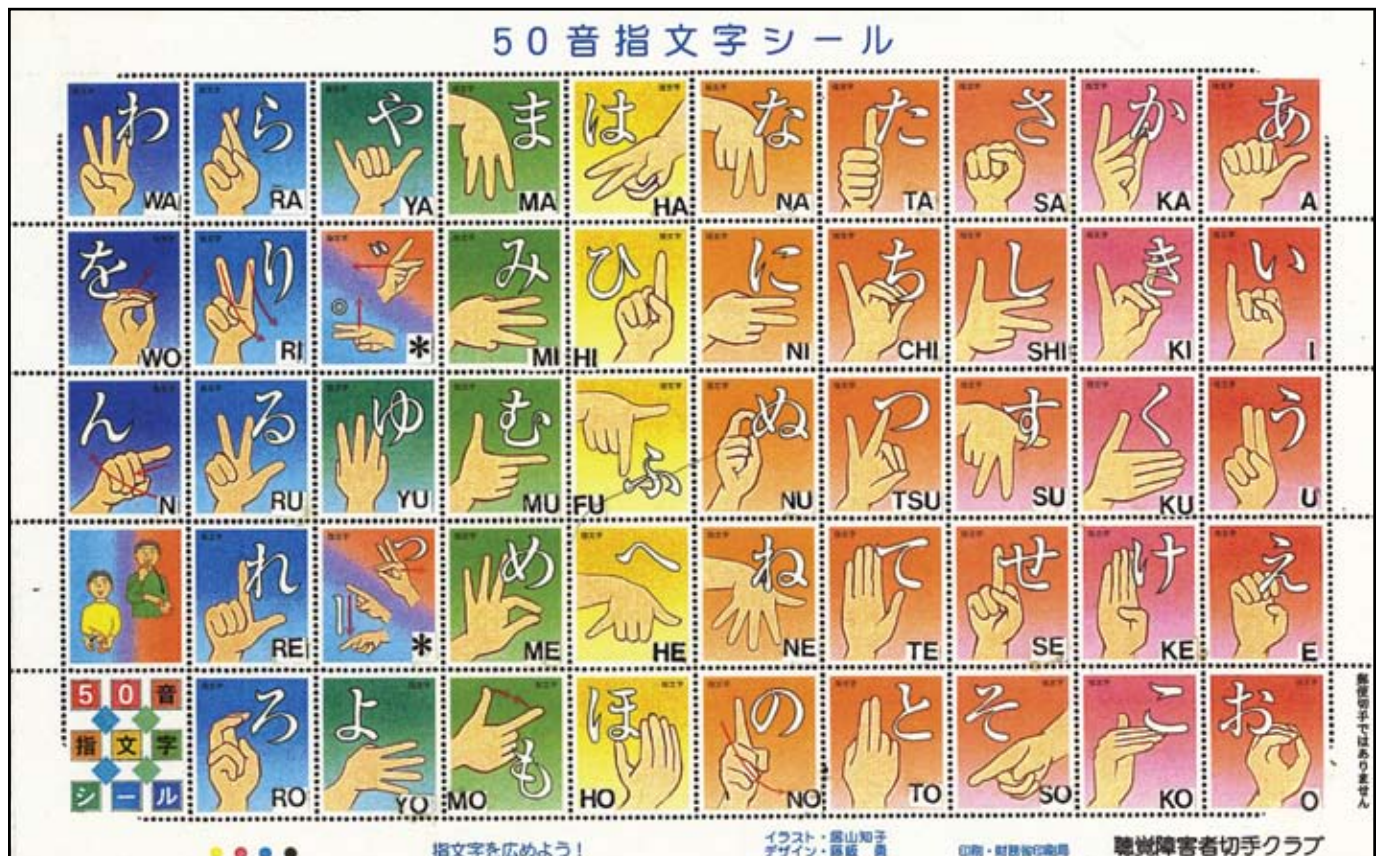 50音指文字シール
わ ら や ま は な た さ か あ
WA RA YA MA HA NA TA SA KA A
を り ゛ ゜ み ひ に ち し き い
WO RI * MI HI NI CHI SHI KI I
ん る ゆ む ふ ぬ つ す く う
N RU YU MU FU NU TSU SU KU U
れ っ || め へ ね て せ け え
RE * ME HE NE TE SE KE E
50音
指文字
シール
ろ よ も ほ の と そ こ お
RO YO MO HO NO TO SO KO O
郵便切手ではありません
指文字を広めよう!
イラスト・
デザイン・
印刷・財務省印刷局
聴覚障害者切手クラブ